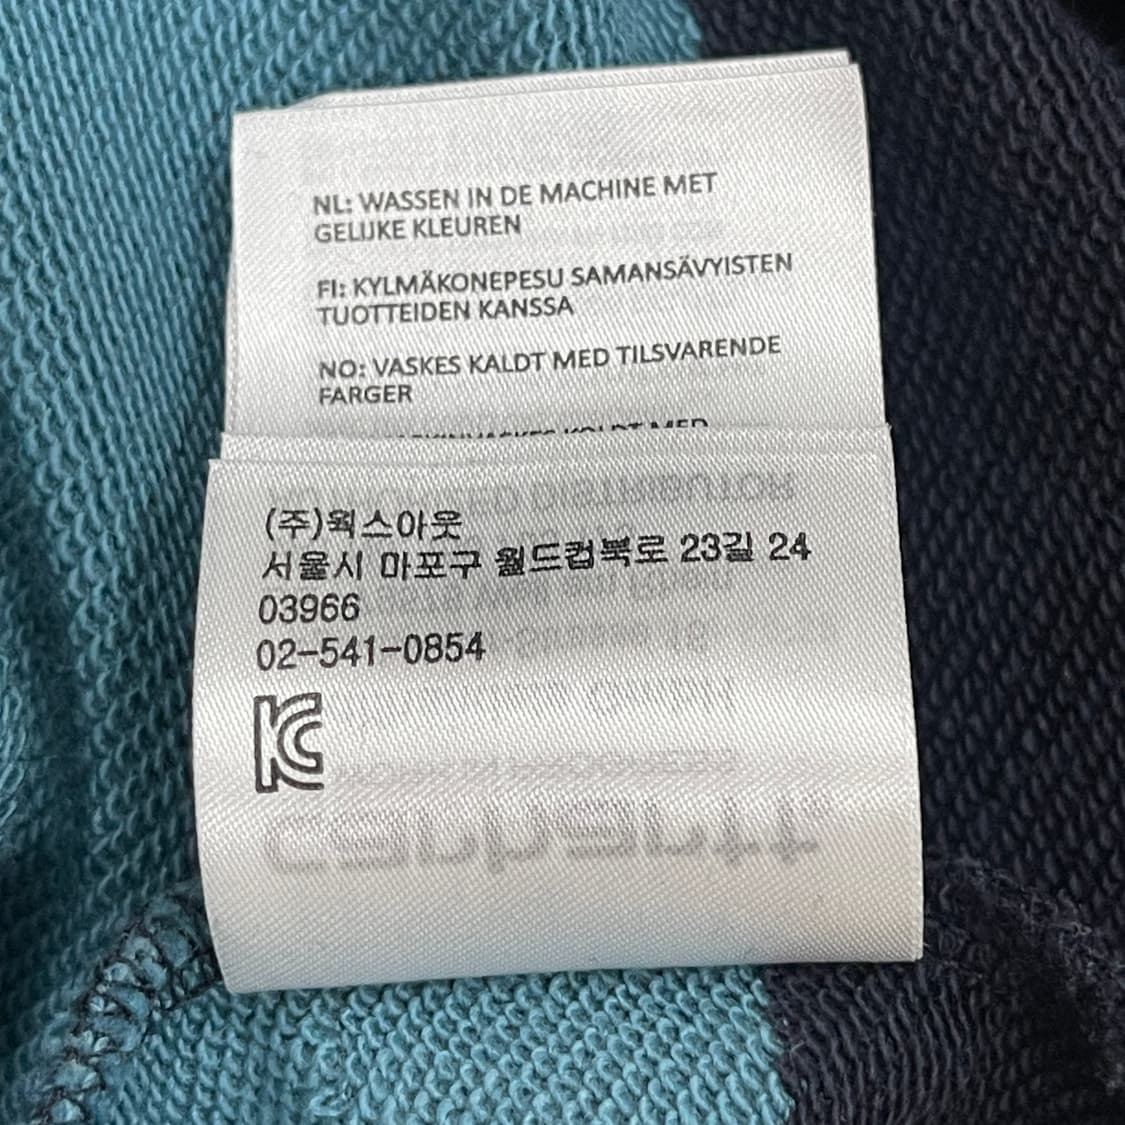 NL: WASSEN IN DE MACHINE MET
GELIJKE KLEUREN
FI: KYLMÄKONEPESU SAMANSÄVYISTEN
TUOTTEIDEN KANSSA
NO: VASKES KALDT MED TILSVARENDE
FARGER
(주)웍스아웃
서울시 마포구 월드컵북로 23길 24
03966
02-541-0854
KC